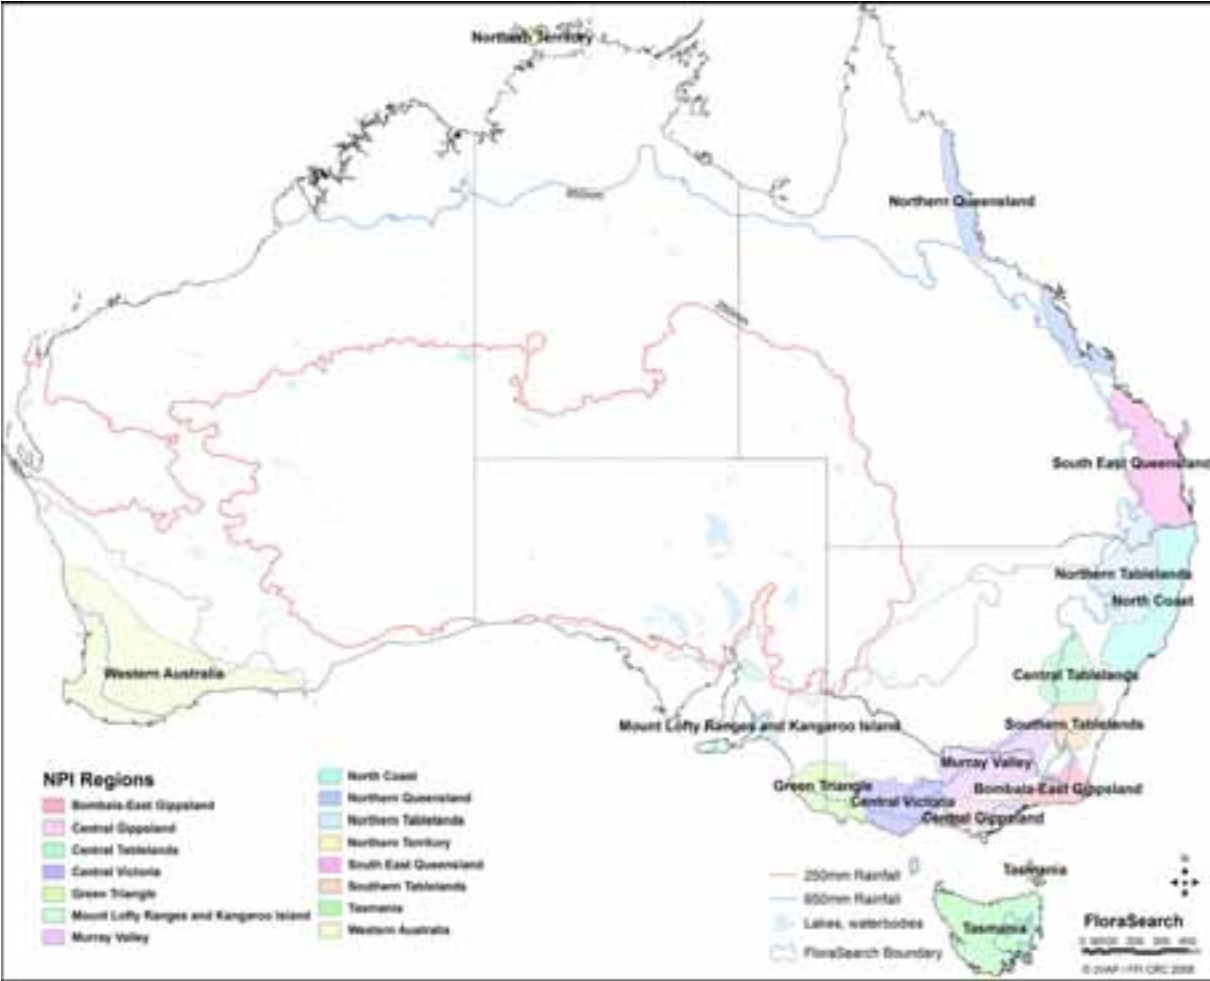 Northern Territory
Northern Queensland
South East Queensland
Northern Tablelands
North Coast
Central Tablelands
Western Australia
Southern Tablelands
Mount Lofty Ranges and Kangaroo Island
Murray Valley
Green Triangle
Bombala-East Gippsland
Central Victoria
Central Gippsland
Tasmania
Tasmania
NPI Regions
Bombala-East Gippsland
Central Gippsland
Central Tablelands
Central Victoria
Green Triangle
Mount Lofty Ranges and Kangaroo Island
Murray Valley
North Coast
Northern Queensland
Northern Tablelands
Northern Territory
South East Queensland
Southern Tablelands
Tasmania
Western Australia
250mm Rainfall
650mm Rainfall
Lakes, waterbodies
FloraSearch Boundary
FloraSearch